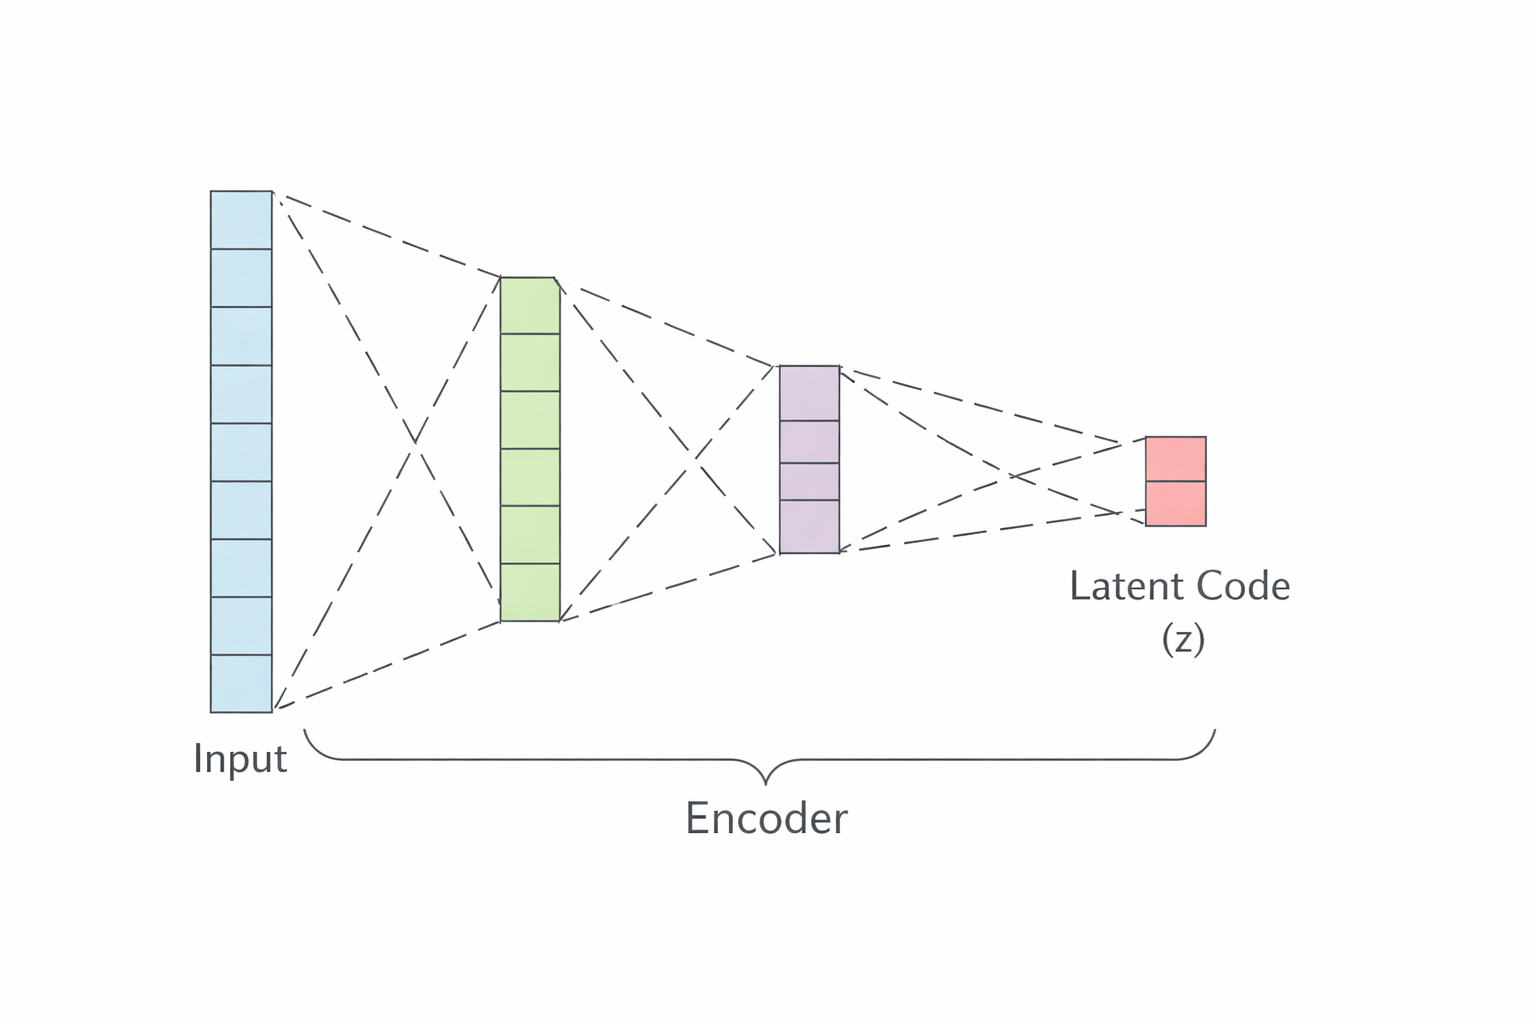 Latent Code
(z)
Input
Encoder